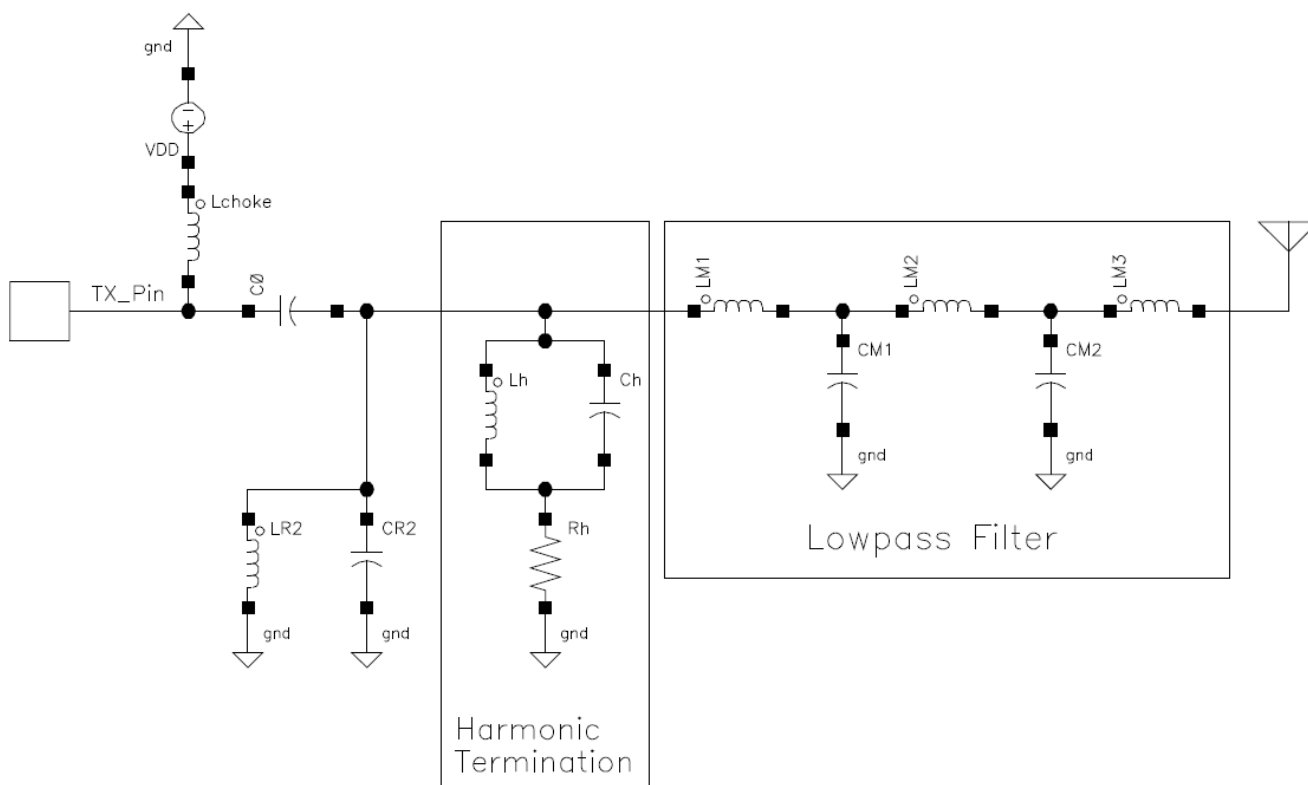 gnd
VDD
Lchoke
TX_Pin
C0
LM1
LM2
LM3
Lh
Ch
CM1
CM2
gnd
gnd
LR2
CR2
Rh
gnd
gnd
gnd
Lowpass Filter
Harmonic
Termination